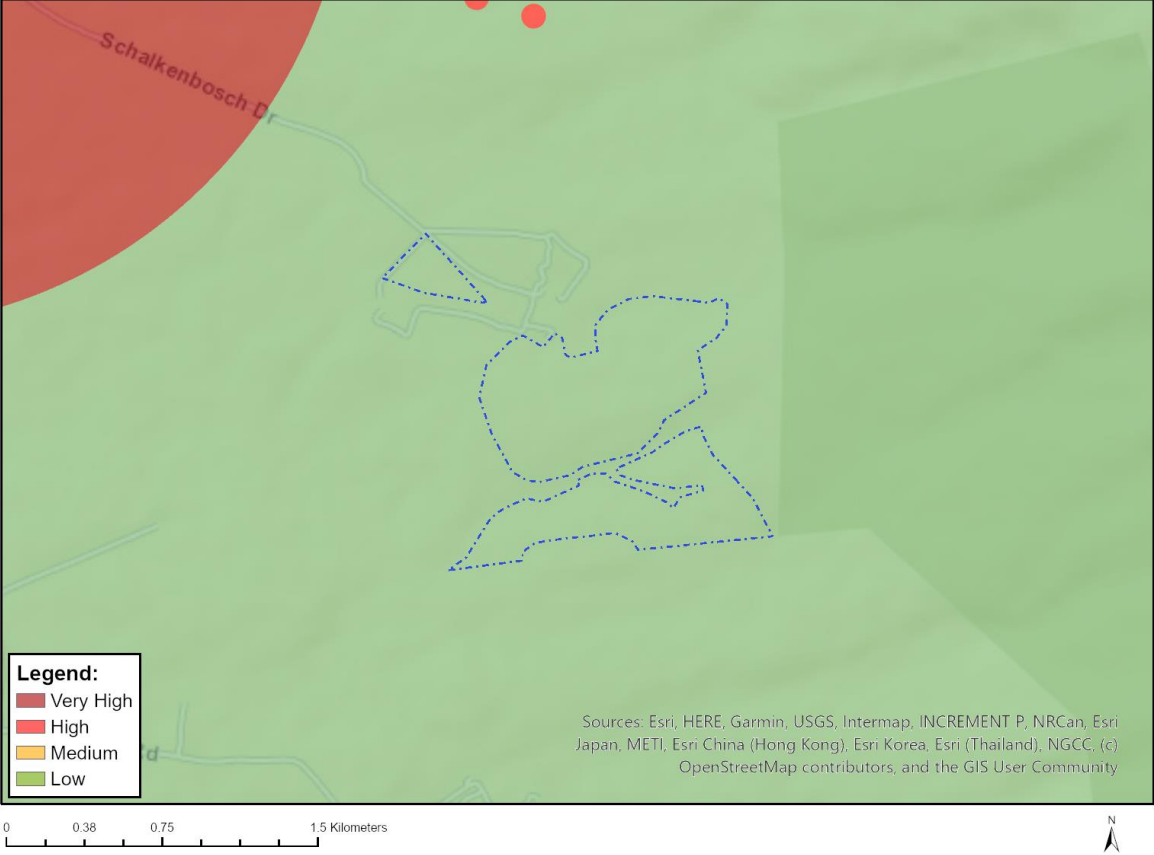 Schalkenbosch Dr
Legend:
Very High
High
Medium
Low
Sources: Esri, HERE, Garmin, USGS, Intermap, INCREMENT P, NRCan, Esri
Japan, METI, Esri China (Hong Kong), Esri Korea, Esri (Thailand), NGCC, (c)
OpenStreetMap contributors, and the GIS User Community
0 0.38 0.75 1.5 Kilometers
N